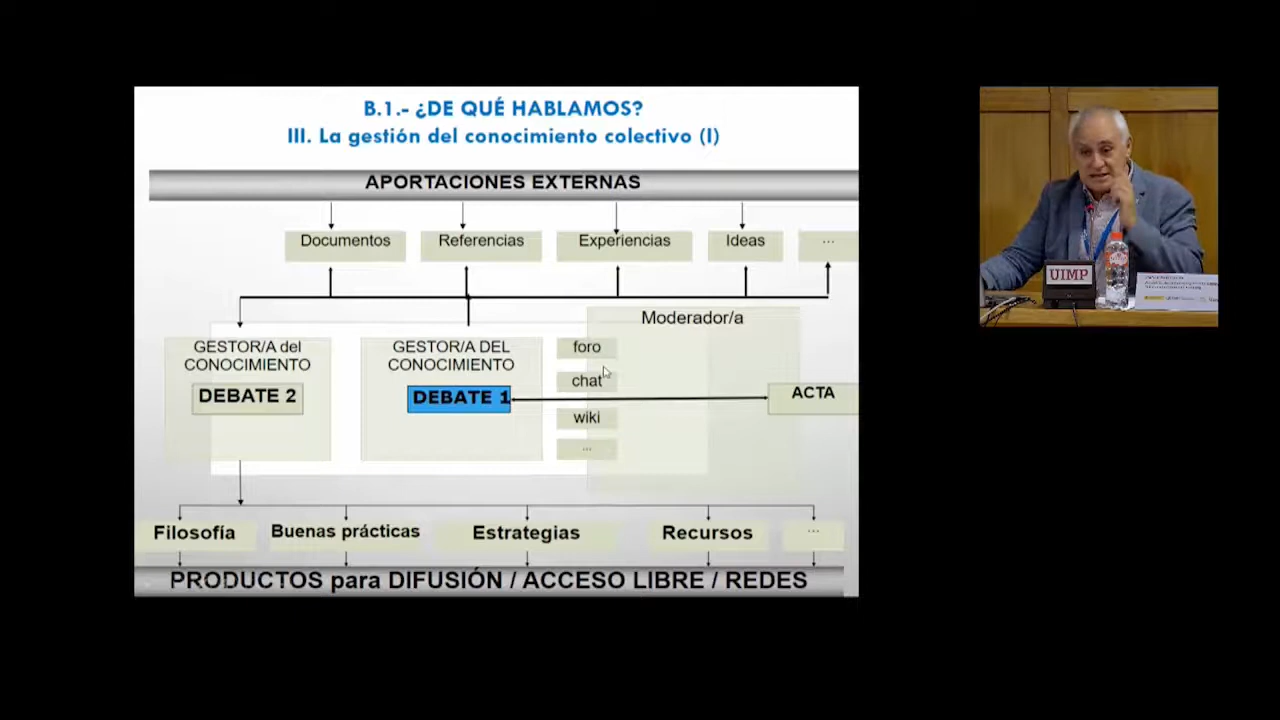 B.1.- ¿DE QUÉ HABLAMOS?
III. La gestión del conocimiento colectivo (I)
APORTACIONES EXTERNAS
Documentos
Referencias
Experiencias
Ideas
...
Moderador/a
GESTOR/A del
CONOCIMIENTO
DEBATE 2
GESTOR/A DEL
CONOCIMIENTO
DEBATE 1
foro
chat
wiki
...
ACTA
Filosofía
Buenas prácticas
Estrategias
Recursos
...
PRODUCTOS para DIFUSIÓN / ACCESO LIBRE / REDES
UIMP